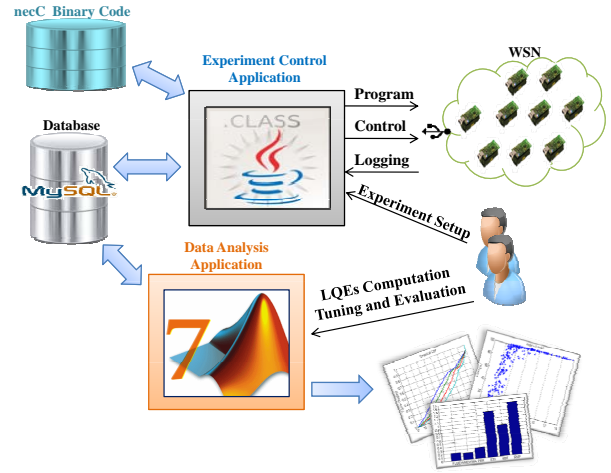 necC Binary Code
Experiment Control
Application
WSN
Program
Control
Logging
Database
.CLASS
MySQL
Experiment Setup
Data Analysis
Application
LQEs Computation
Tuning and Evaluation
7